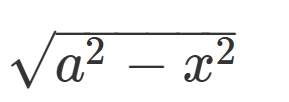 √(a² − x²)